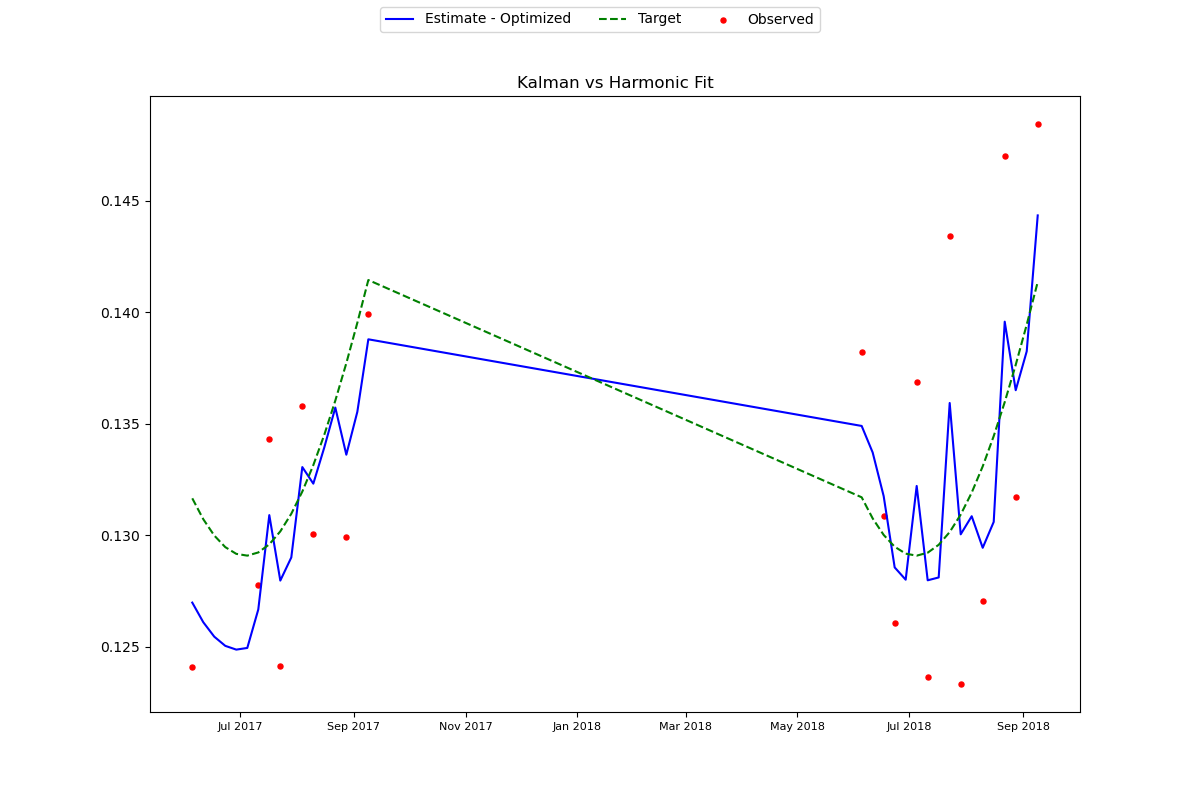 Estimate - Optimized Target Observed
Kalman vs Harmonic Fit
0.145
0.140
0.135
0.130
0.125
Jul 2017 Sep 2017 Nov 2017 Jan 2018 Mar 2018 May 2018 Jul 2018 Sep 2018